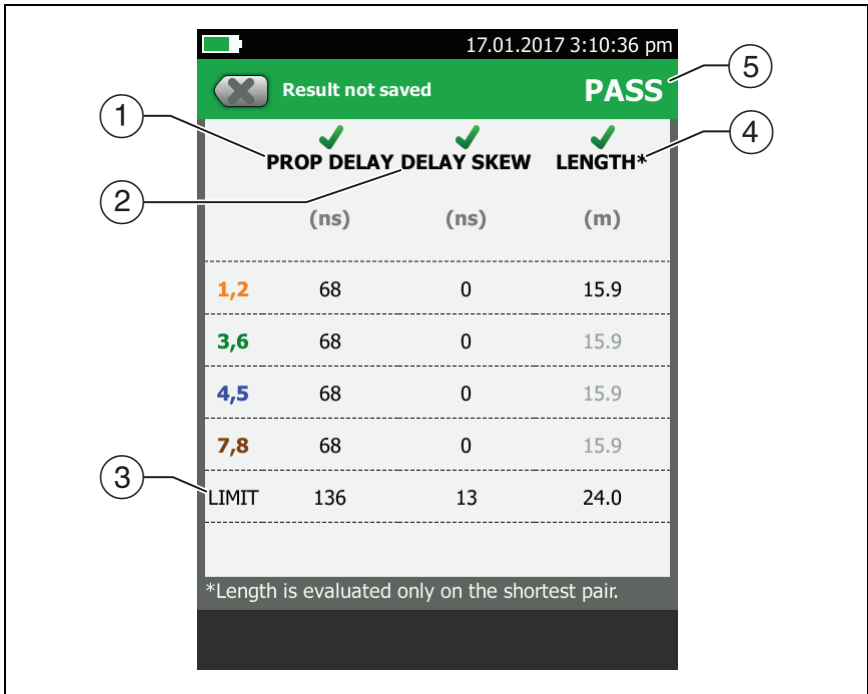 17.01.2017 3:10:36 pm
Result not saved PASS
5
1
4
PROP DELAY DELAY SKEW LENGTH*
2
(ns) (ns) (m)
1,2 68 0 15.9
3,6 68 0 15.9
4,5 68 0 15.9
7,8 68 0 15.9
3
LIMIT 136 13 24.0
*Length is evaluated only on the shortest pair.